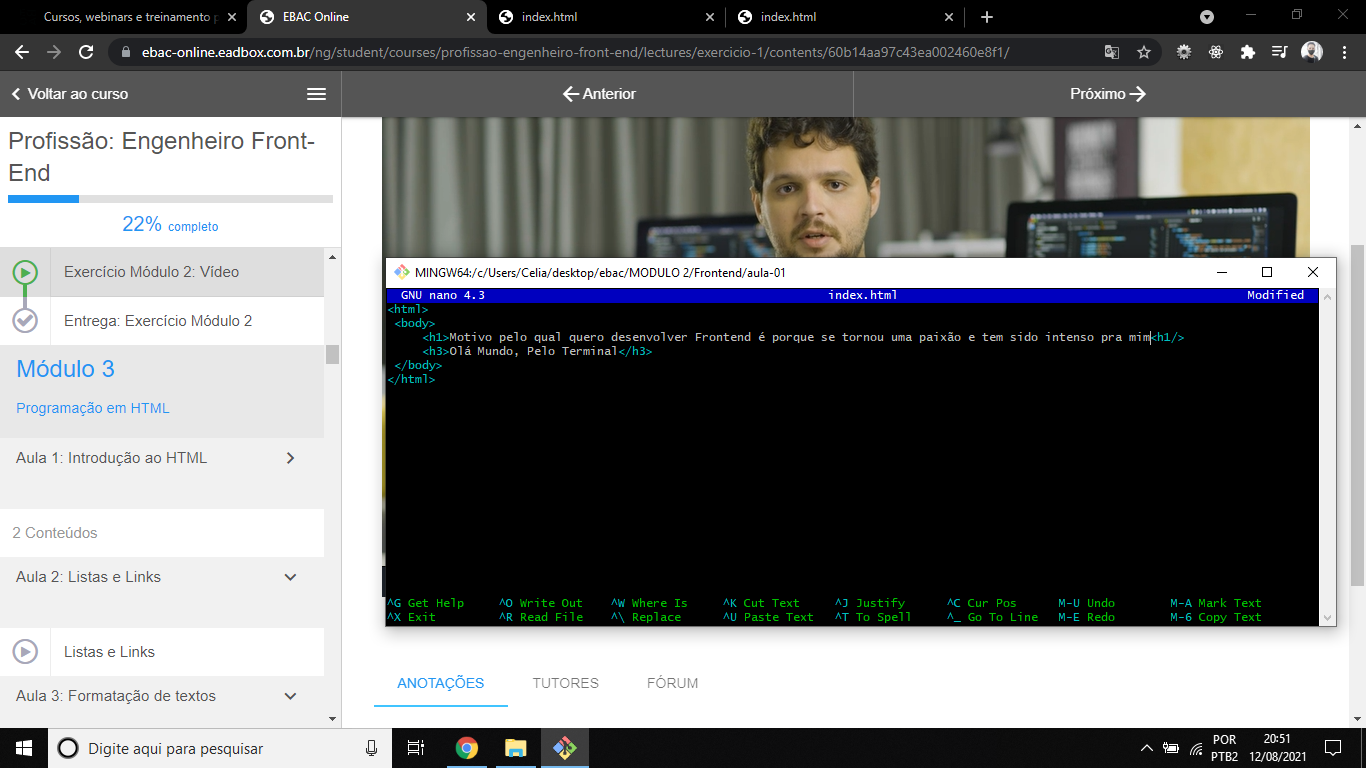 Cursos, webinars e treinamento p
EBAC Online
index.html
index.html
ebac-online.eadbox.com.br/ng/student/courses/profissao-engenheiro-front-end/lectures/exercicio-1/contents/60b14aa97c43ea002460e8f1/
Voltar ao curso
Anterior
Próximo
Profissão: Engenheiro Front-
End
22% completo
Exercício Módulo 2: Vídeo
Entrega: Exercício Módulo 2
Módulo 3
Programação em HTML
Aula 1: Introdução ao HTML
2 Conteúdos
Aula 2: Listas e Links
Listas e Links
Aula 3: Formatação de textos
MINGW64:/c/Users/Celia/desktop/ebac/MODULO 2/Frontend/aula-01
GNU nano 4.3 index.html Modified
<html>
<body>
<h1>Motivo pelo qual quero desenvolver Frontend é porque se tornou uma paixão e tem sido intenso pra mim<h1/>
<h3>Olá Mundo, Pelo Terminal</h3>
</body>
</html>
^G Get Help ^O Write Out ^W Where Is ^K Cut Text ^J Justify ^C Cur Pos M-U Undo M-A Mark Text
^X Exit ^R Read File ^\ Replace ^U Paste Text ^T To Spell ^_ Go To Line M-E Redo M-6 Copy Text
ANOTAÇÕES TUTORES FÓRUM
Digite aqui para pesquisar
POR
PTB2
20:51
12/08/2021